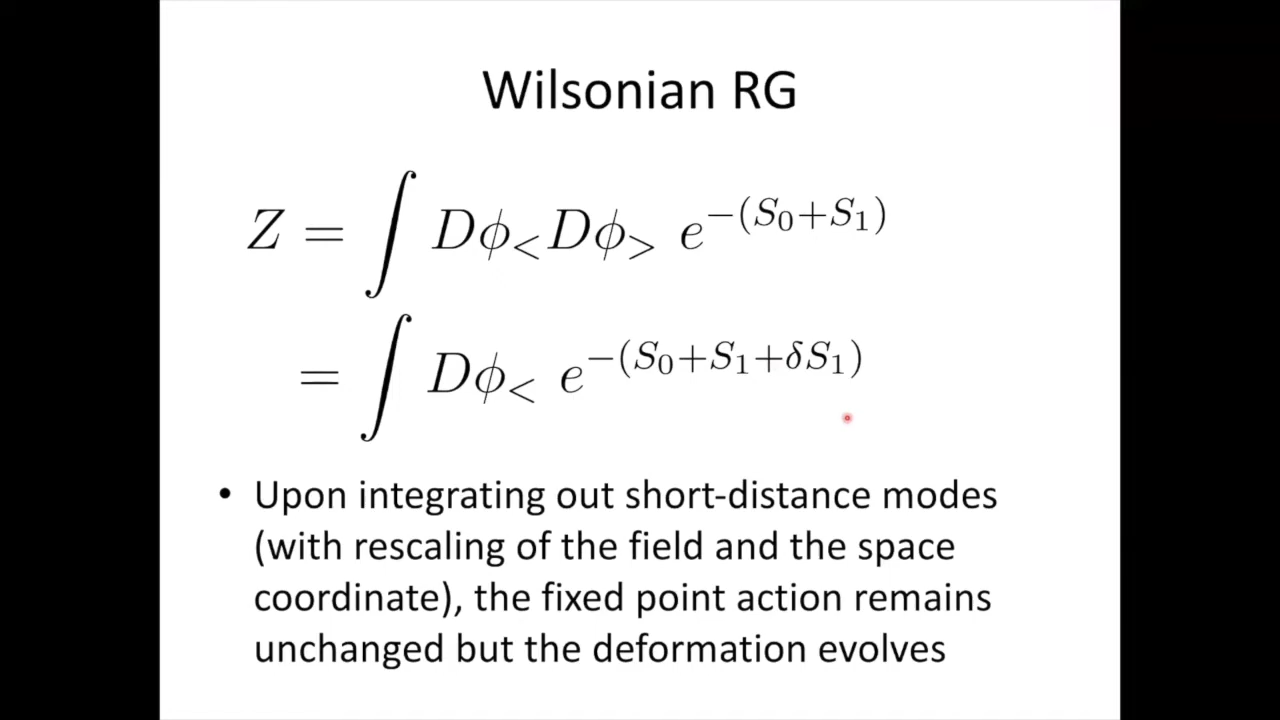 Wilsonian RG
Z = ∫ Dϕ_< Dϕ_> e^{−(S_0+S_1)}
= ∫ Dϕ_< e^{−(S_0+S_1+δS_1)}
• Upon integrating out short-distance modes
(with rescaling of the field and the space
coordinate), the fixed point action remains
unchanged but the deformation evolves